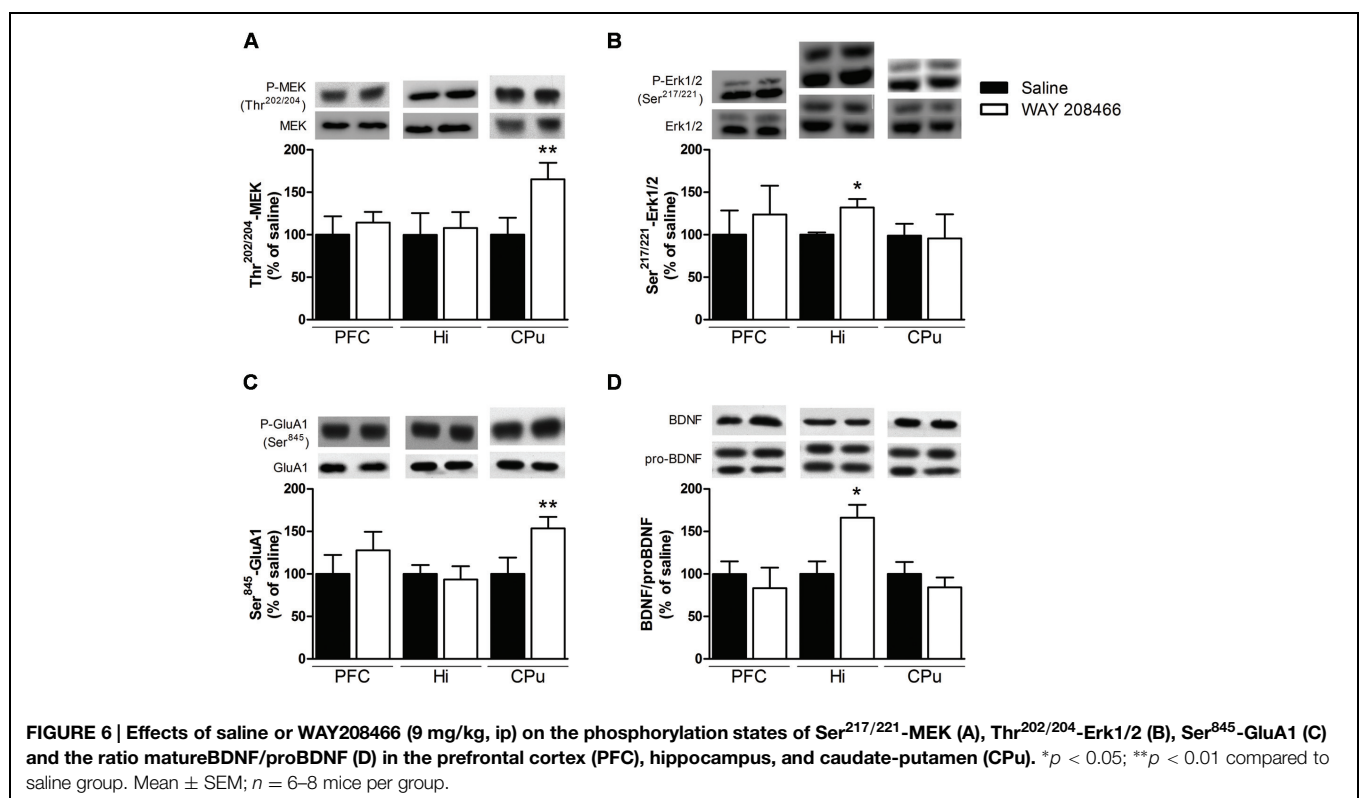 A
P-MEK
(Thr202/204)
MEK
200
150
100
50
0
Thr202/204-MEK
(% of saline)
**
PFC Hi CPu
B
P-Erk1/2
(Ser217/221)
Erk1/2
200
150
100
50
0
Ser217/221-Erk1/2
(% of saline)
*
PFC Hi CPu
Saline
WAY 208466
C
P-GluA1
(Ser845)
GluA1
200
150
100
50
0
Ser845-GluA1
(% of saline)
**
PFC Hi CPu
D
BDNF
pro-BDNF
200
150
100
50
0
BDNF/proBDNF
(% of saline)
*
PFC Hi CPu
FIGURE 6 | Effects of saline or WAY208466 (9 mg/kg, ip) on the phosphorylation states of Ser217/221-MEK (A), Thr202/204-Erk1/2 (B), Ser845-GluA1 (C)
and the ratio matureBDNF/proBDNF (D) in the prefrontal cortex (PFC), hippocampus, and caudate-putamen (CPu). *p < 0.05; **p < 0.01 compared to
saline group. Mean ± SEM; n = 6–8 mice per group.